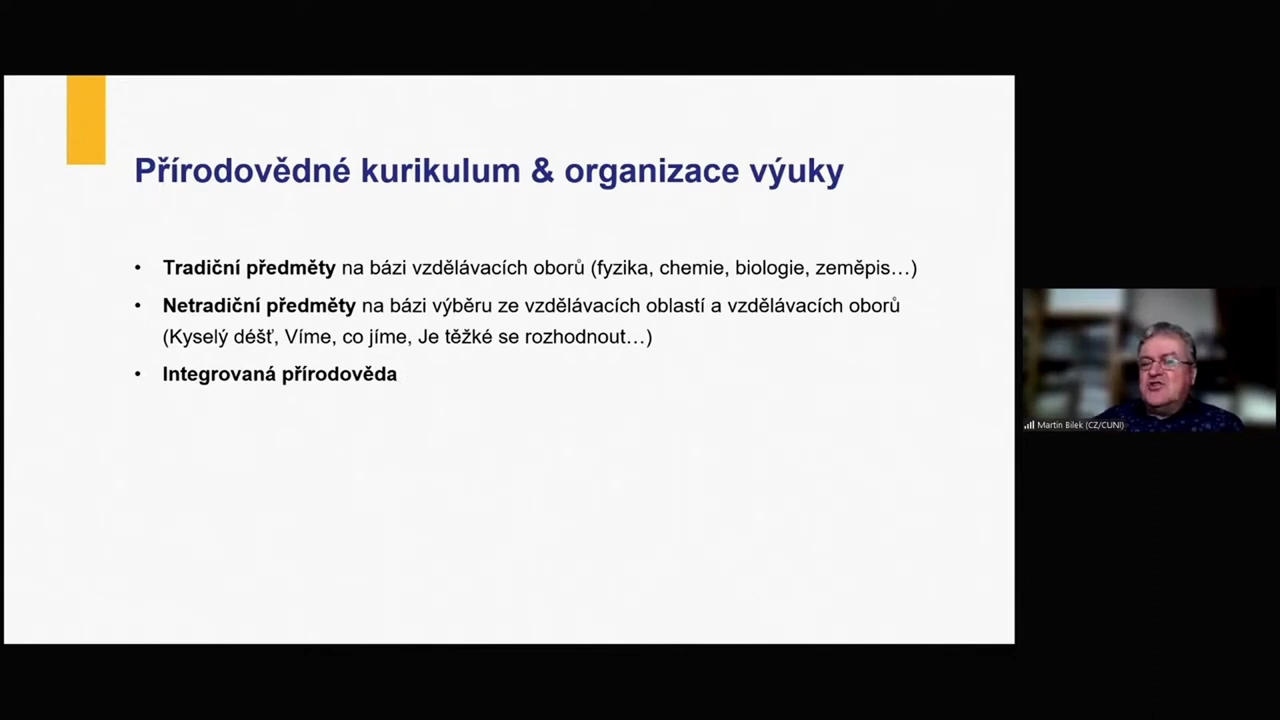 Přírodovědné kurikulum & organizace výuky
• Tradiční předměty na bázi vzdělávacích oborů (fyzika, chemie, biologie, zeměpis…)
• Netradiční předměty na bázi výběru ze vzdělávacích oblastí a vzdělávacích oborů
(Kyselý déšť, Víme, co jíme, Je těžké se rozhodnout…)
• Integrovaná přírodověda
Martin Bílek (CZ/CUNI)